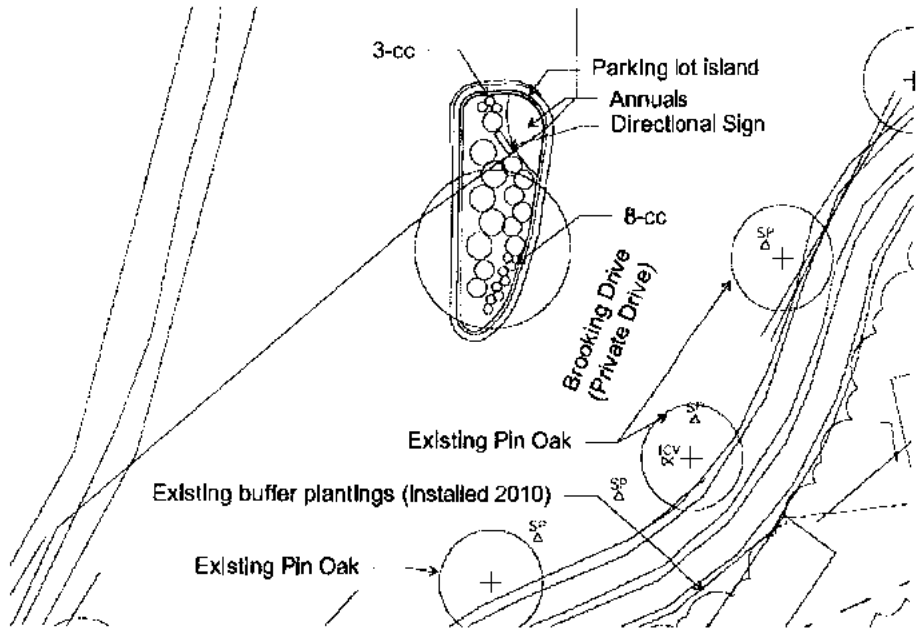 3-cc
Parking lot island
Annuals
Directional Sign
8-cc
SP
Brooking Drive
(Private Drive)
SP
Existing Pin Oak
ICV
SP
Existing buffer plantings (Installed 2010)
SP
Existing Pin Oak